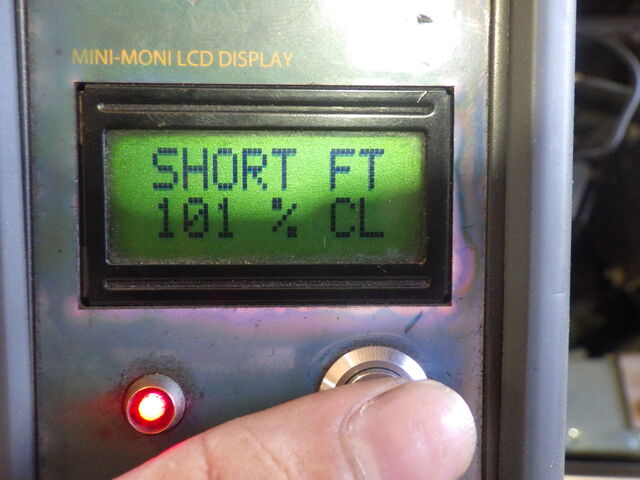 MINI-MONI LCD DISPLAY
SHORT FT
101 % CL